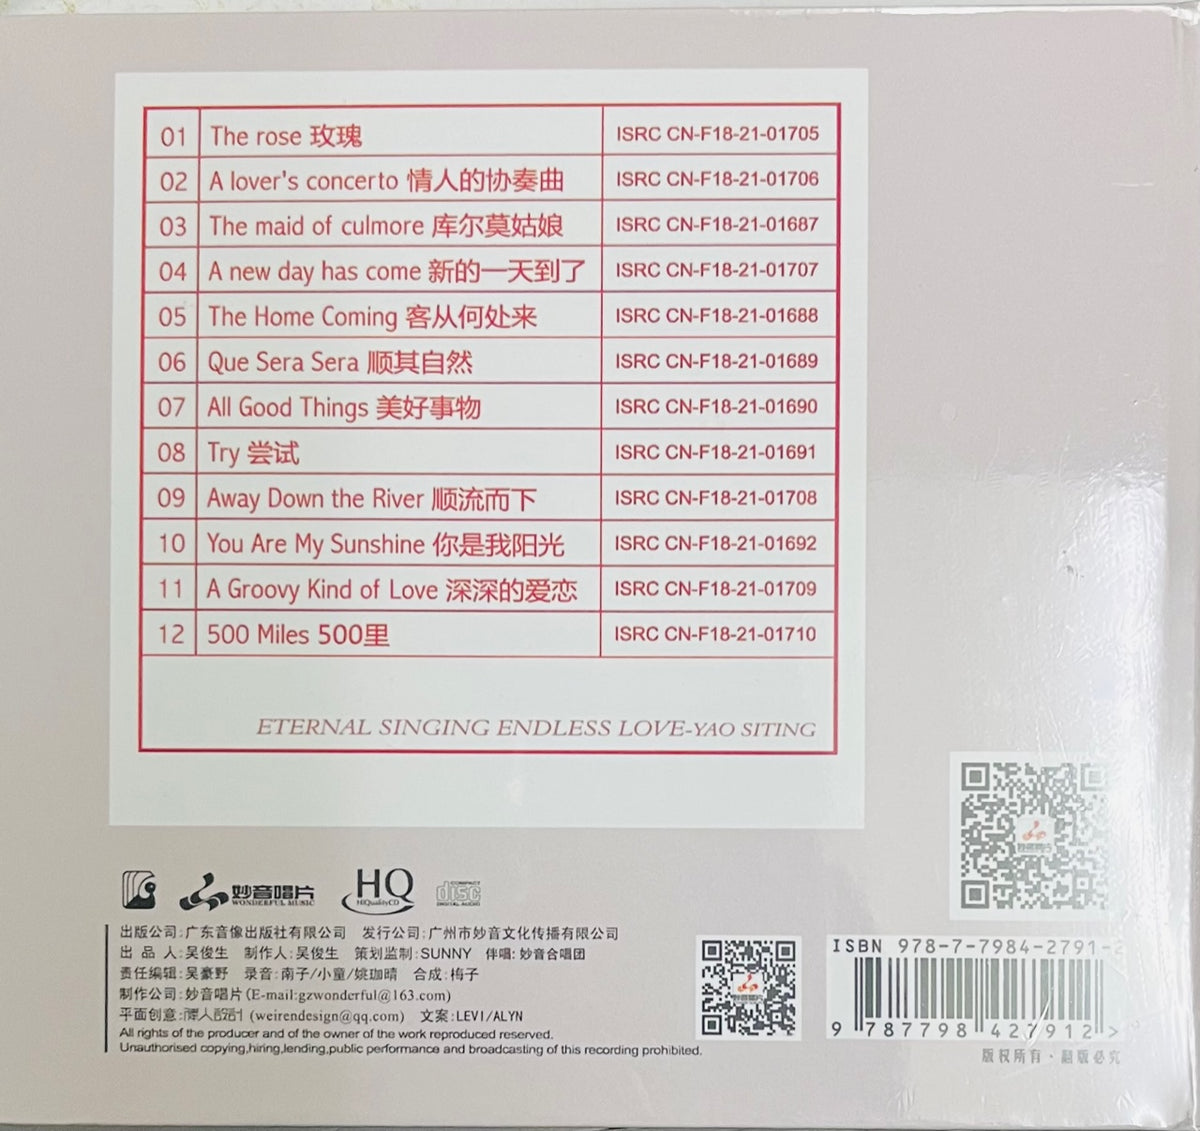 01 The rose 玫瑰 ISRC CN-F18-21-01705
02 A lover's concerto 情人的协奏曲 ISRC CN-F18-21-01706
03 The maid of culmore 库尔莫姑娘 ISRC CN-F18-21-01687
04 A new day has come 新的一天到了 ISRC CN-F18-21-01707
05 The Home Coming 客从何处来 ISRC CN-F18-21-01688
06 Que Sera Sera 顺其自然 ISRC CN-F18-21-01689
07 All Good Things 美好事物 ISRC CN-F18-21-01690
08 Try 尝试 ISRC CN-F18-21-01691
09 Away Down the River 顺流而下 ISRC CN-F18-21-01708
10 You Are My Sunshine 你是我阳光 ISRC CN-F18-21-01692
11 A Groovy Kind of Love 深深的爱恋 ISRC CN-F18-21-01709
12 500 Miles 500里 ISRC CN-F18-21-01710
ETERNAL SINGING ENDLESS LOVE-YAO SITING
妙音唱片
WONDERFUL MUSIC
HQ
HiQualityCD
COMPACT
disc
DIGITAL AUDIO
妙音唱片
出版公司:广东音像出版社有限公司 发行公司:广州市妙音文化传播有限公司
出 品 人:吴俊生 制作人:吴俊生 策划监制:SUNNY 伴唱:妙音合唱团
责任编辑:吴豪野 录音:南子/小童/姚珈晴 合成:梅子
制作公司:妙音唱片(E-mail:gzwonderful@163.com)
平面创意: (weirendesign@qq.com) 文案:LEVI/ALYN
All rights of the producer and of the owner of the work reproduced reserved.
Unauthorised copying,hiring,lending,public performance and broadcasting of this recording prohibited.
妙音唱片
ISBN 978-7-7984-2791-2
9 787798 427912 >
版权所有·翻版必究